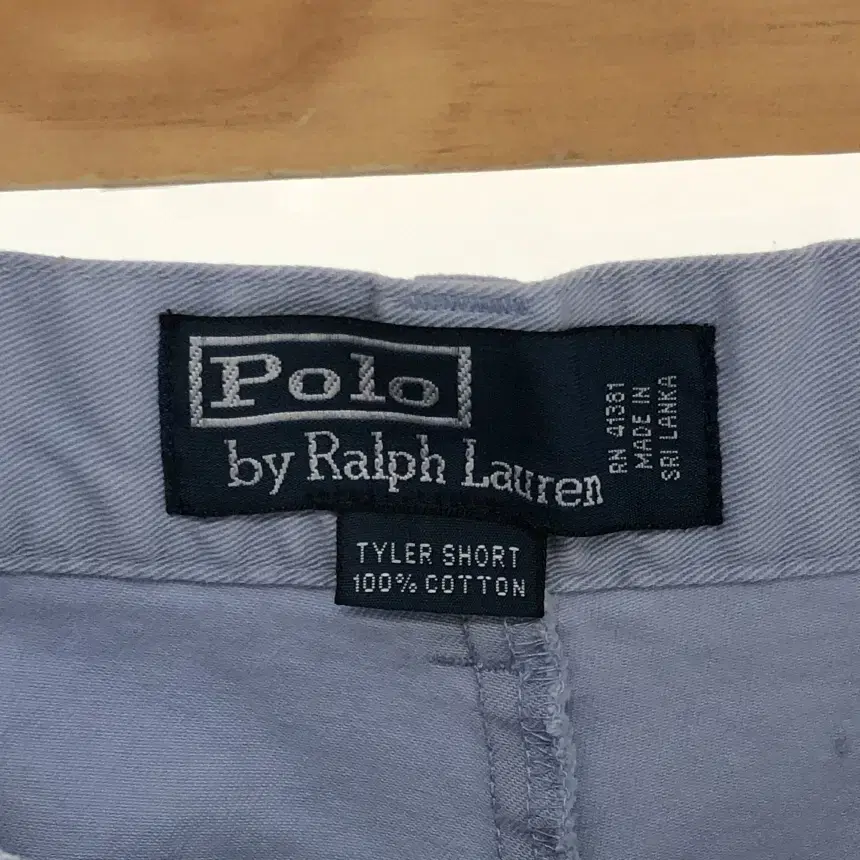 Polo
by Ralph Lauren
RN 41381
MADE IN
SRI LANKA
TYLER SHORT
100% COTTON